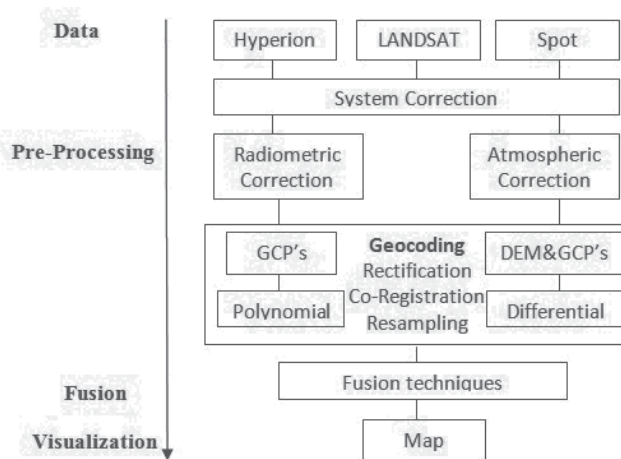 Data
Hyperion
LANDSAT
Spot
System Correction
Pre-Processing
Radiometric
Correction
Atmospheric
Correction
GCP's
Polynomial
Geocoding
Rectification
Co-Registration
Resampling
DEM&GCP's
Differential
Fusion techniques
Fusion
Visualization
Map